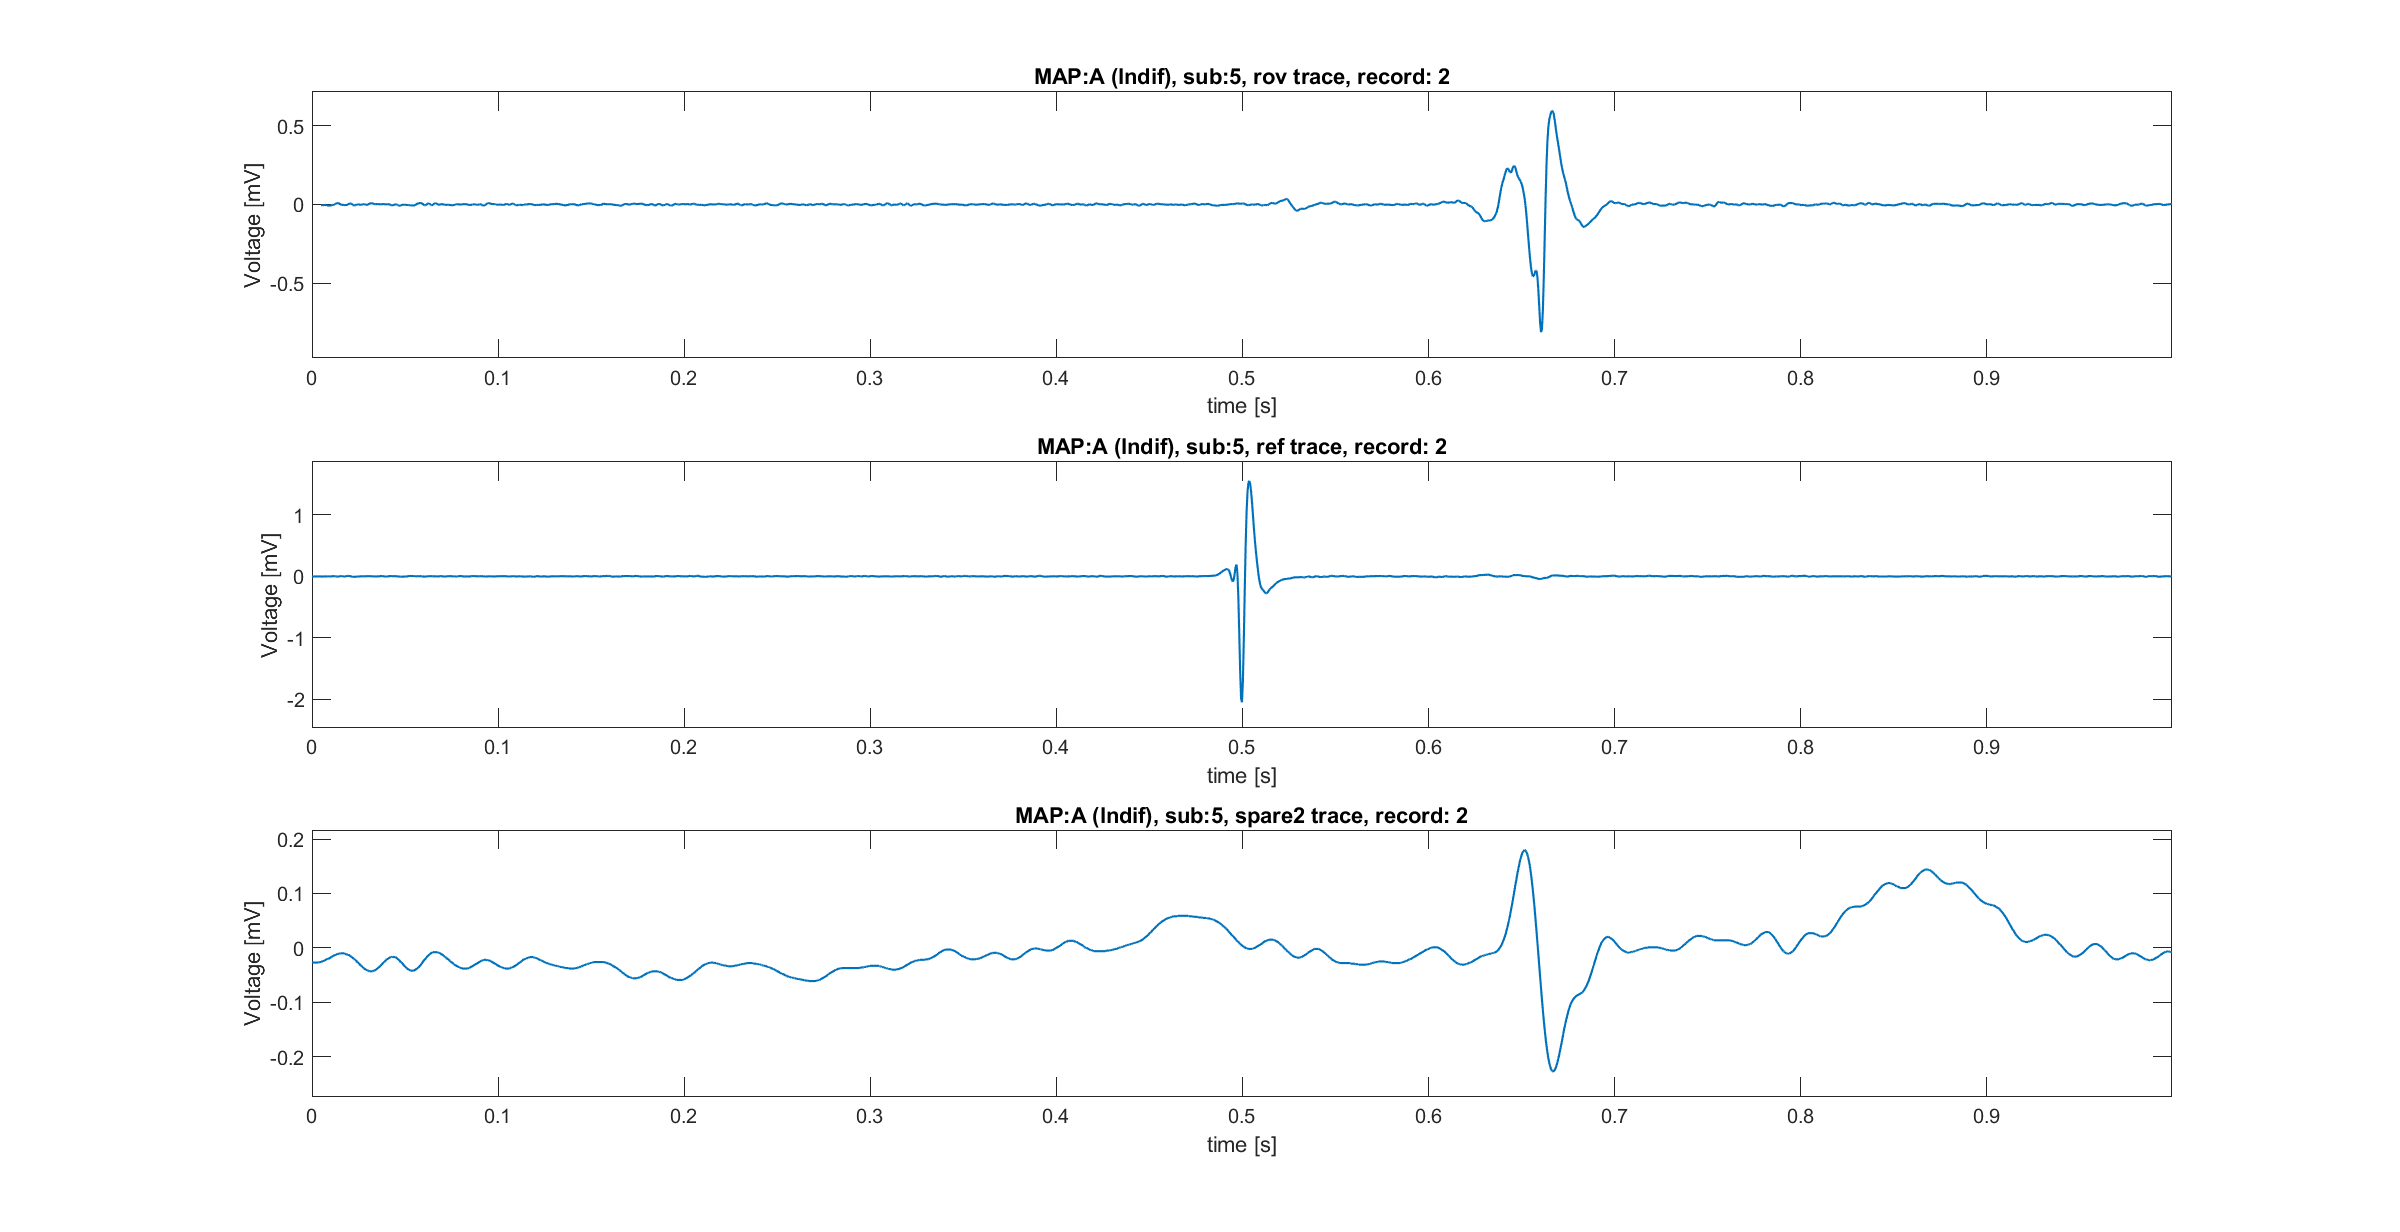 MAP:A (Indif), sub:5, rov trace, record: 2
0.5
0
-0.5
Voltage [mV]
0 0.1 0.2 0.3 0.4 0.5 0.6 0.7 0.8 0.9
time [s]
MAP:A (Indif), sub:5, ref trace, record: 2
1
0
-1
-2
Voltage [mV]
0 0.1 0.2 0.3 0.4 0.5 0.6 0.7 0.8 0.9
time [s]
MAP:A (Indif), sub:5, spare2 trace, record: 2
0.2
0.1
0
-0.1
-0.2
Voltage [mV]
0 0.1 0.2 0.3 0.4 0.5 0.6 0.7 0.8 0.9
time [s]